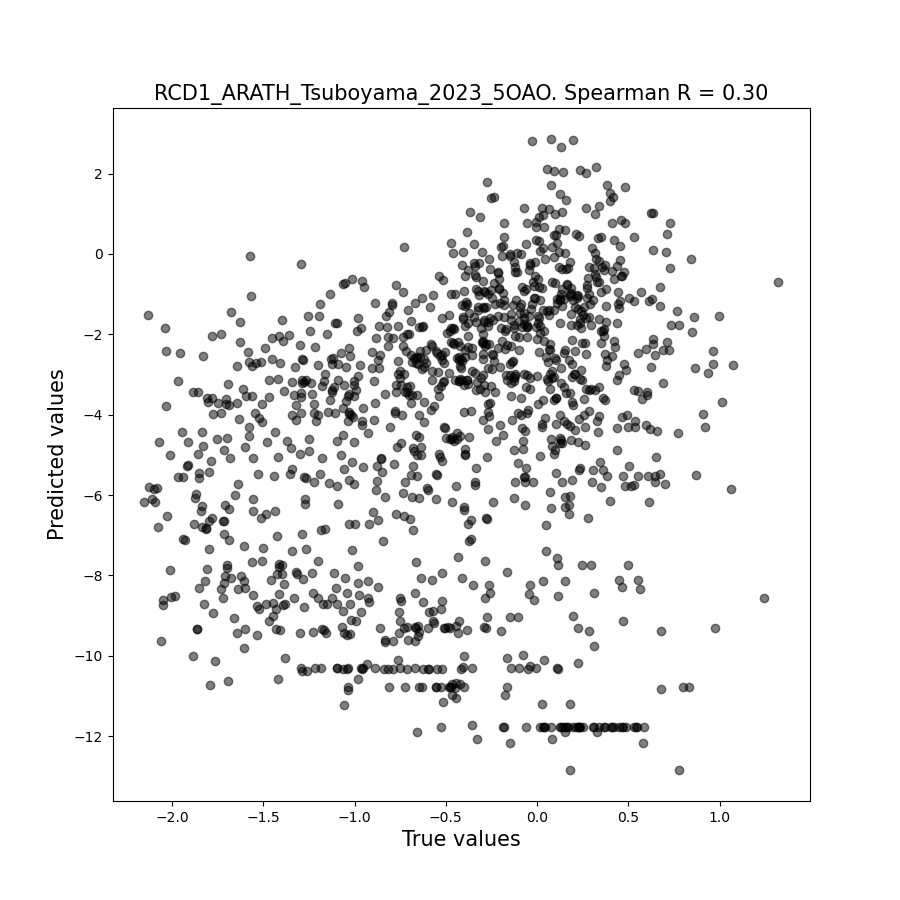 RCD1_ARATH_Tsuboyama_2023_5OAO. Spearman R = 0.30
2
0
−2
−4
−6
−8
−10
−12
Predicted values
−2.0 −1.5 −1.0 −0.5 0.0 0.5 1.0
True values